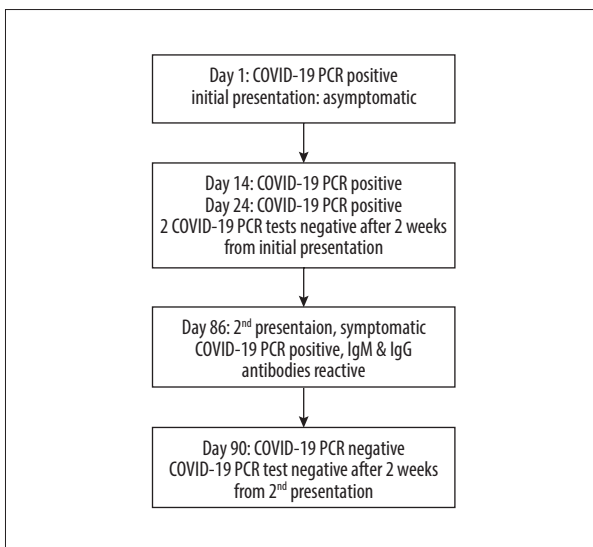 Day 1: COVID-19 PCR positive
initial presentation: asymptomatic
Day 14: COVID-19 PCR positive
Day 24: COVID-19 PCR positive
2 COVID-19 PCR tests negative after 2 weeks
from initial presentation
Day 86: 2nd presentaion, symptomatic
COVID-19 PCR positive, IgM & IgG
antibodies reactive
Day 90: COVID-19 PCR negative
COVID-19 PCR test negative after 2 weeks
from 2nd presentation